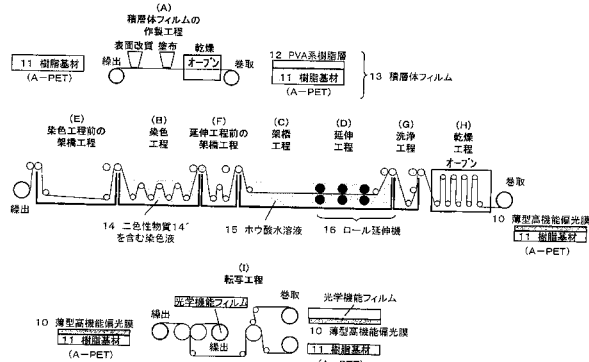 (A)
積層体フィルムの
作製工程
表面改質 塗布 乾燥
オーブン
繰出 巻取
11 樹脂基材
(A-PET)
12 PVA系樹脂層
11 樹脂基材
(A-PET)
13 積層体フィルム
(E)
染色工程前の
架橋工程
(B)
染色
工程
(F)
延伸工程前の
架橋工程
(C)
架橋
工程
(D)
延伸
工程
(G)
洗浄
工程
(H)
乾燥
工程
オーブン
繰出
巻取
14 二色性物質14´
を含む染色液
15 ホウ酸水溶液
16 ロール延伸機
10 薄型高機能偏光膜
11 樹脂基材
(A-PET)
(I)
転写工程
10 薄型高機能偏光膜
11 樹脂基材
(A-PET)
繰出
光学機能フィルム
繰出
巻取
巻取
光学機能フィルム
10 薄型高機能偏光膜
11 樹脂基材
(A-PET)